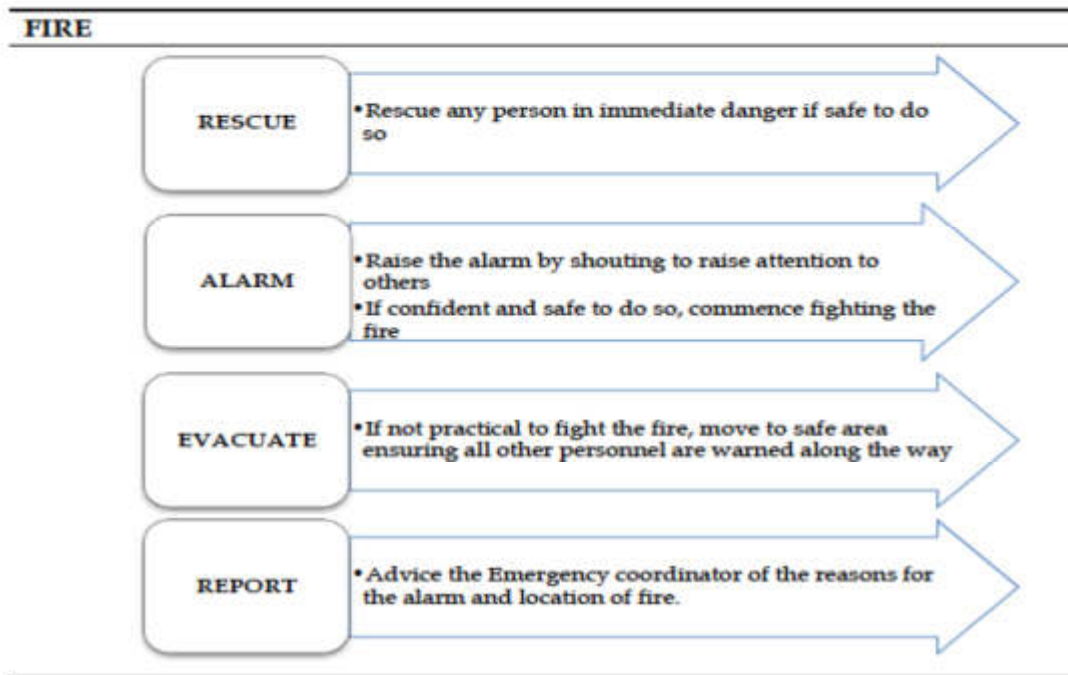 FIRE
RESCUE
•Rescue any person in immediate danger if safe to do
so
ALARM
•Raise the alarm by shouting to raise attention to
others
•If confident and safe to do so, commence fighting the
fire
EVACUATE
•If not practical to fight the fire, move to safe area
ensuring all other personnel are warned along the way
REPORT
•Advice the Emergency coordinator of the reasons for
the alarm and location of fire.